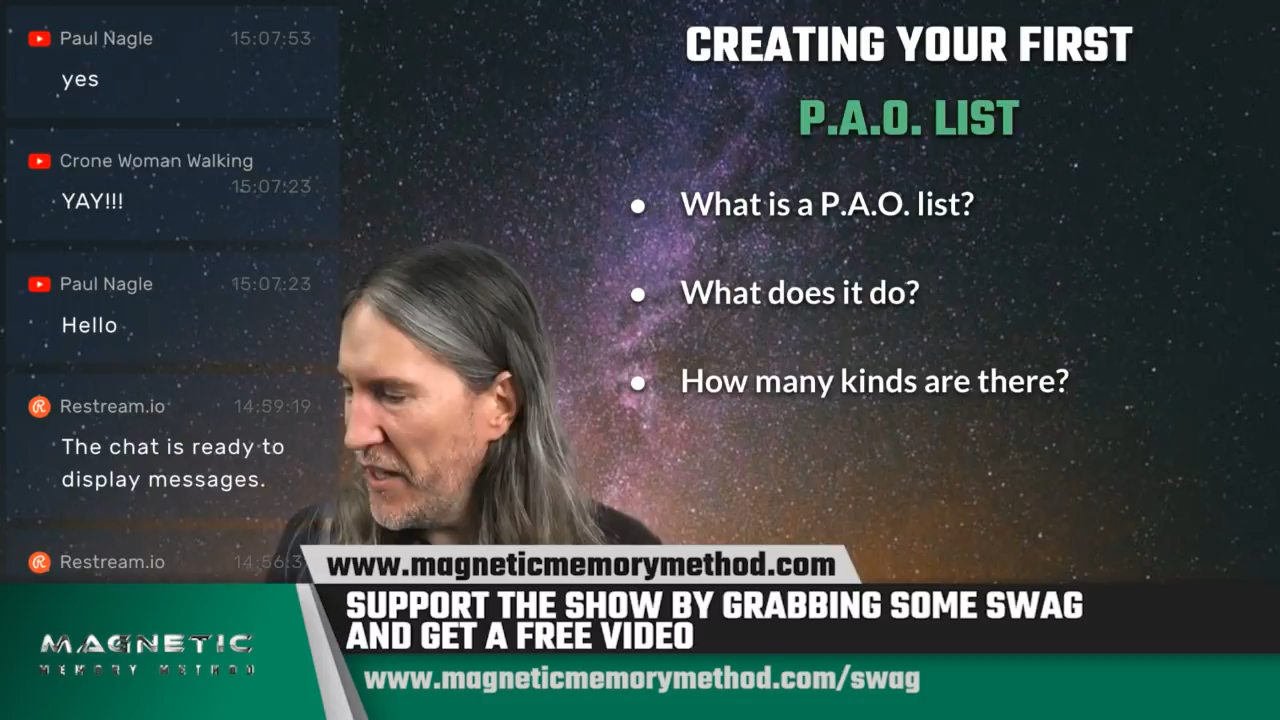 Paul Nagle 15:07:53
yes
Crone Woman Walking
15:07:23
YAY!!!
Paul Nagle 15:07:23
Hello
Restream.io 14:59:19
The chat is ready to
display messages.
Restream.io 14:56:3
CREATING YOUR FIRST
P.A.O. LIST
● What is a P.A.O. list?
● What does it do?
● How many kinds are there?
www.magneticmemorymethod.com
SUPPORT THE SHOW BY GRABBING SOME SWAG
AND GET A FREE VIDEO
www.magneticmemorymethod.com/swag
MAGNETIC
MEMORY METHOD